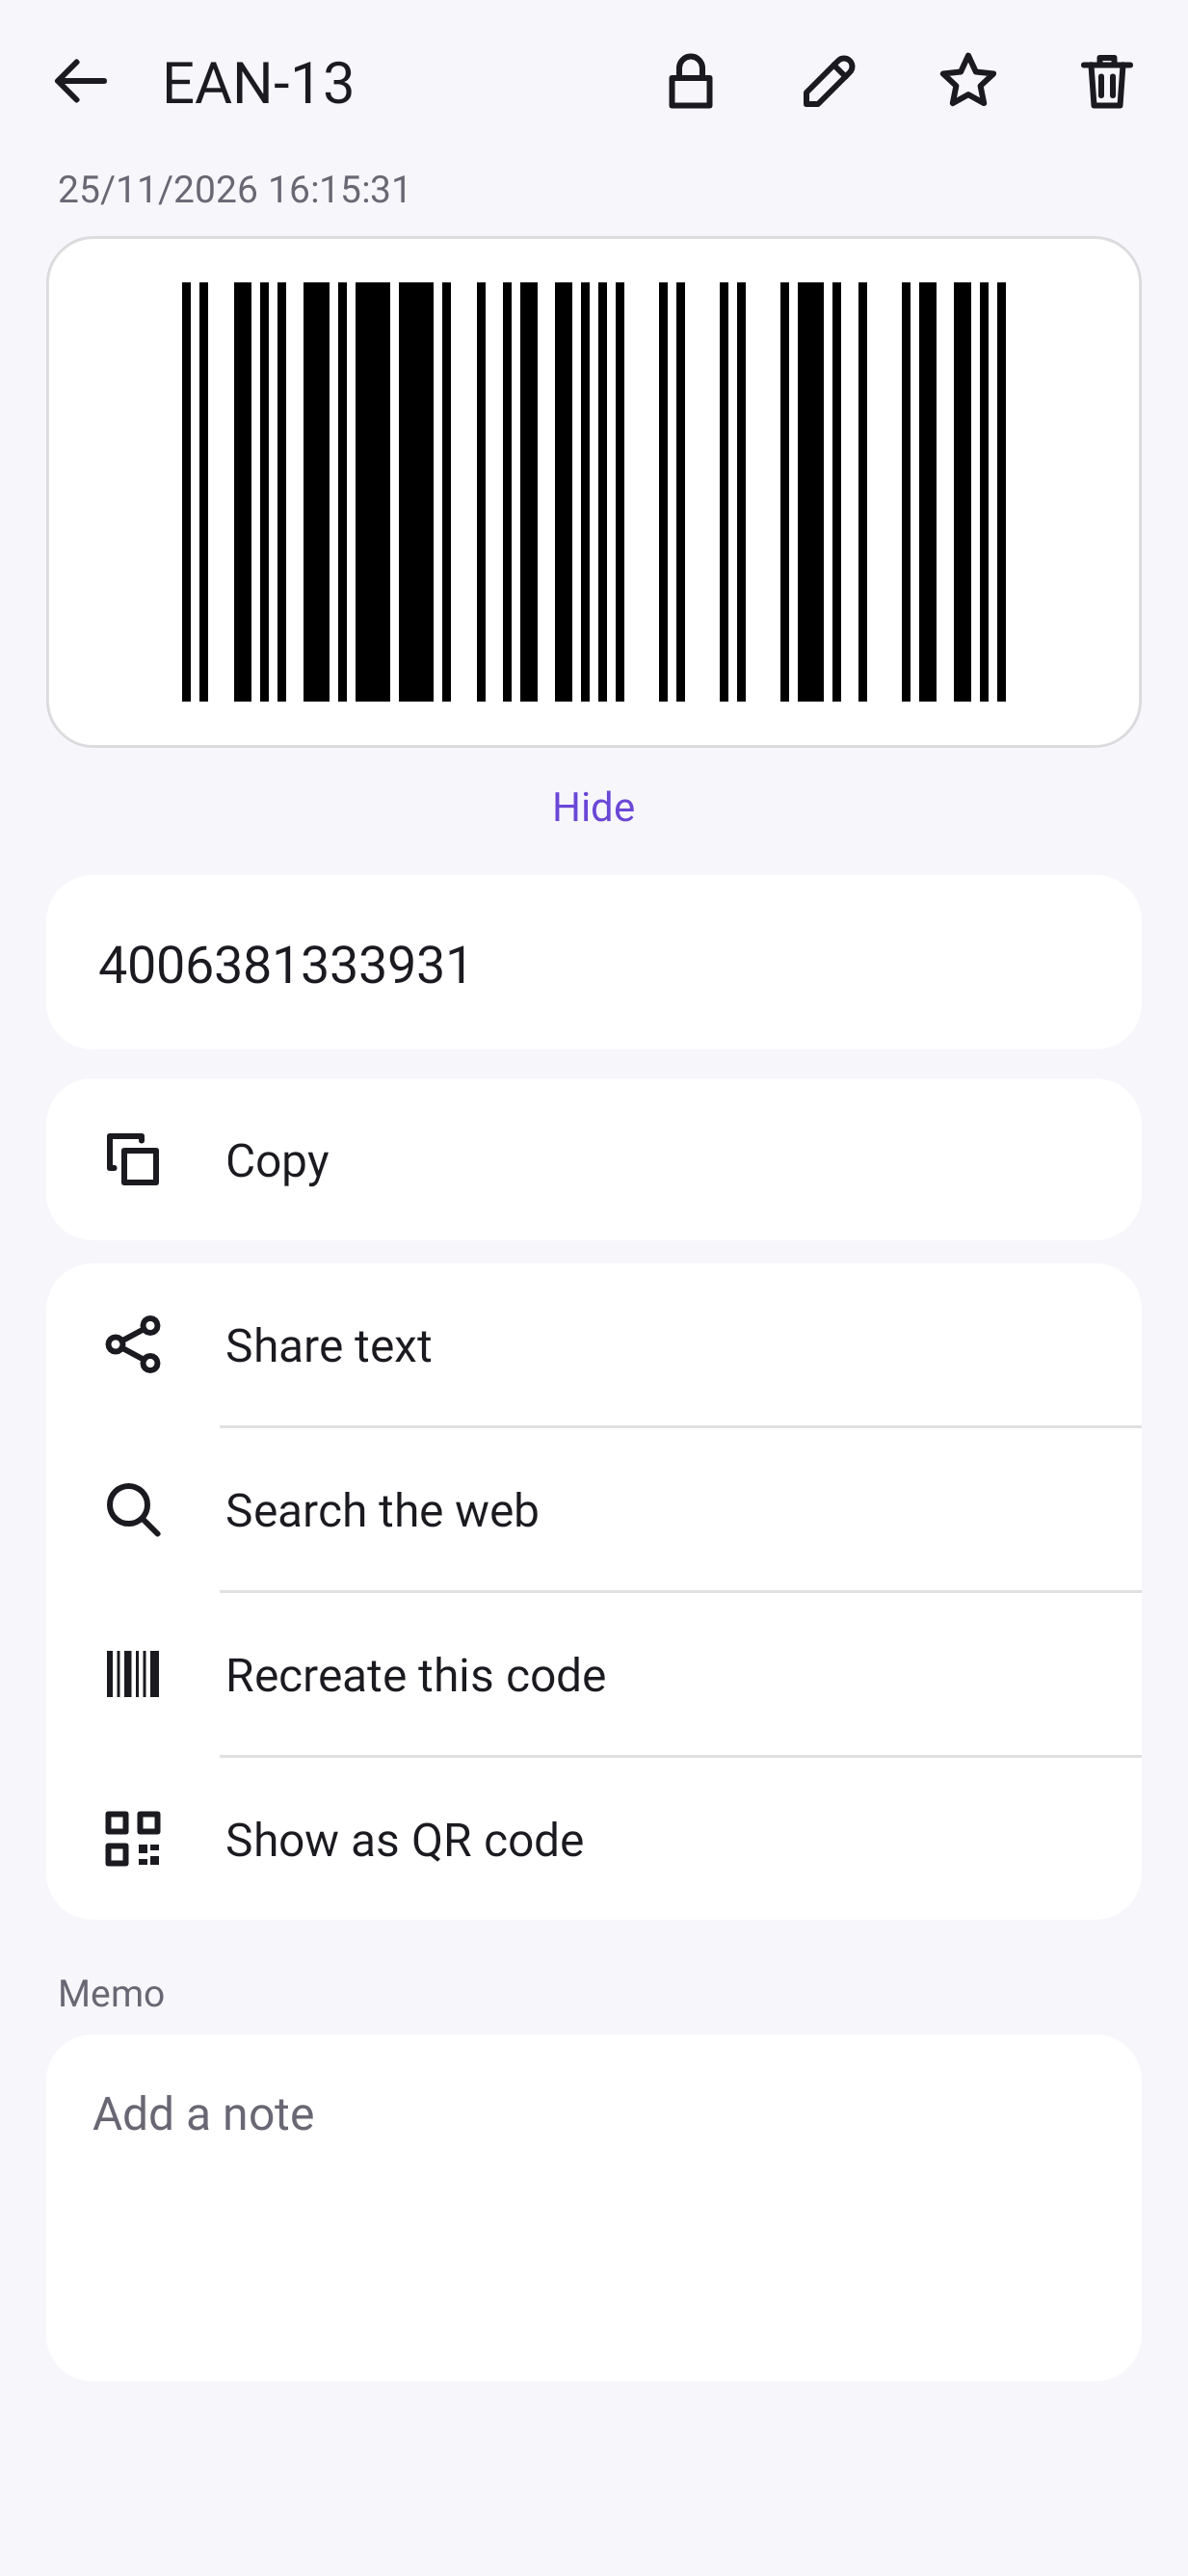 EAN-13
25/11/2026 16:15:31
Hide
4006381333931
Copy
Share text
Search the web
Recreate this code
Show as QR code
Memo
Add a note